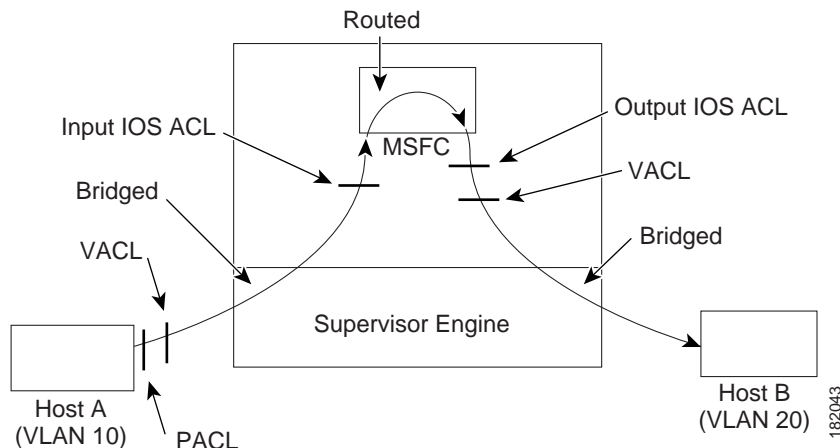 Routed
Input IOS ACL
Output IOS ACL
MSFC
VACL
Bridged
Bridged
VACL
Supervisor Engine
Host A
(VLAN 10)
PACL
Host B
(VLAN 20)
182043